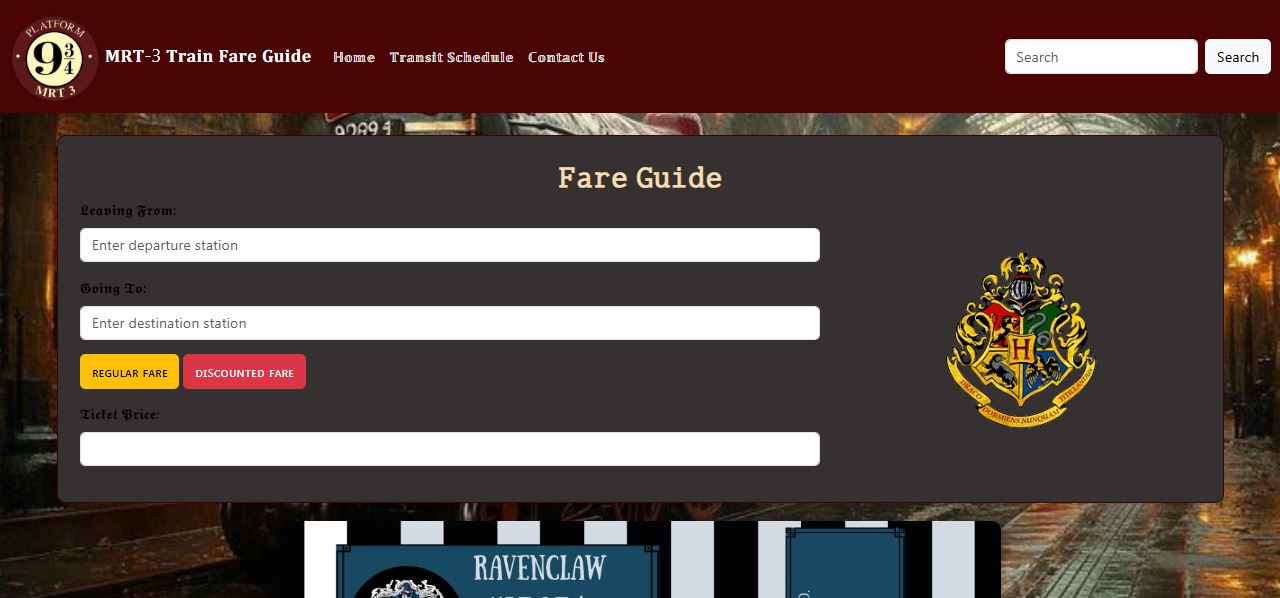 PLATFORM
9 3/4
MRT 3
MRT-3 Train Fare Guide
Home
Transit Schedule
Contact Us
Search
Search
Fare Guide
Leaving From:
Enter departure station
Going To:
Enter destination station
REGULAR FARE
DISCOUNTED FARE
Ticket Price:
H
DRACO DORMIENS NUNQUAM TITILLANDUS
RAVENCLAW